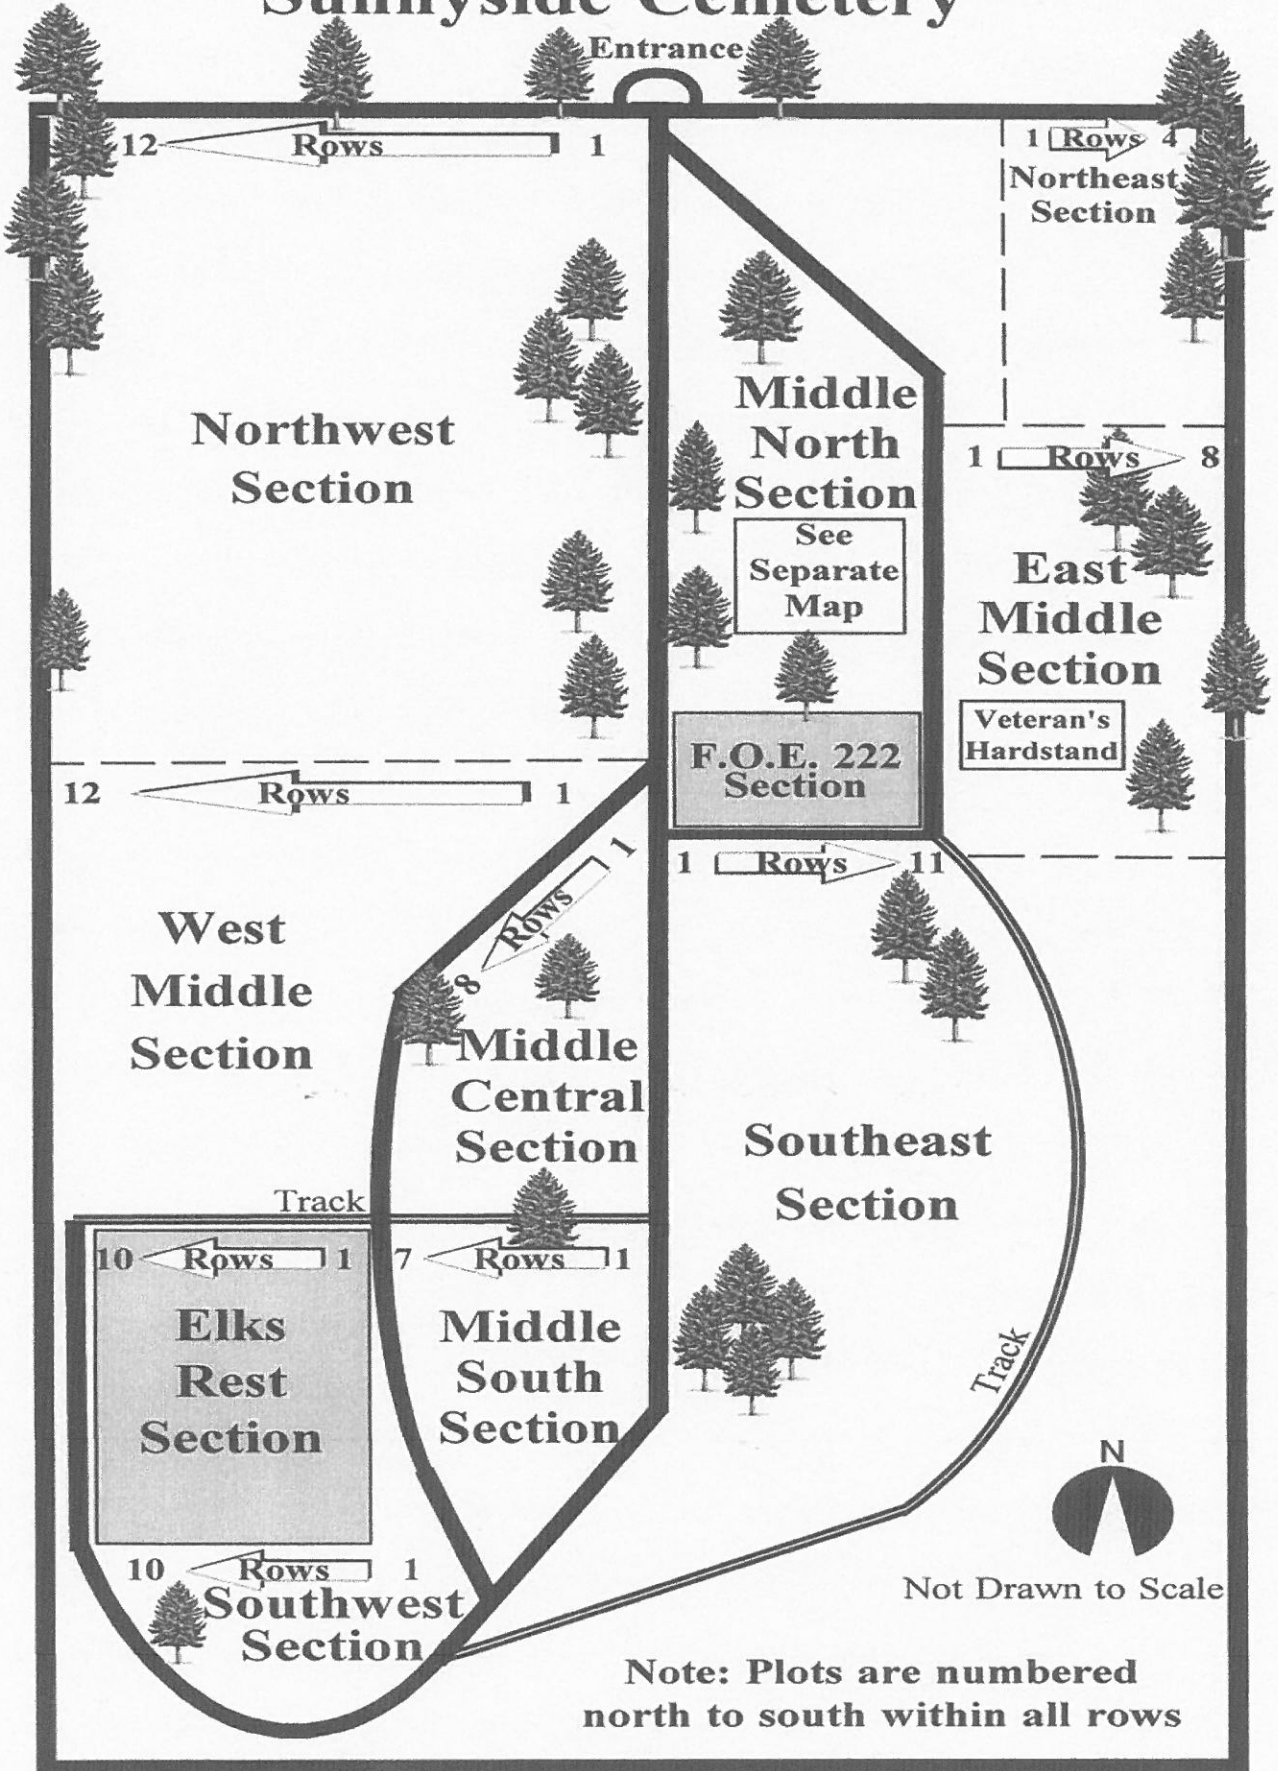 Sunnyside Cemetery
Entrance
12 Rows 1
1 Rows 4
Northeast
Section
Northwest
Section
Middle
North
Section
See
Separate
Map
1 Rows 8
East
Middle
Section
Veteran's
Hardstand
F.O.E. 222
Section
12 Rows 1
1 Rows 11
1
Rows
8
West
Middle
Section
Middle
Central
Section
Southeast
Section
Track
10 Rows 1
7 Rows 1
Elks
Rest
Section
Middle
South
Section
Track
10 Rows 1
Southwest
Section
N
Not Drawn to Scale
Note: Plots are numbered
north to south within all rows